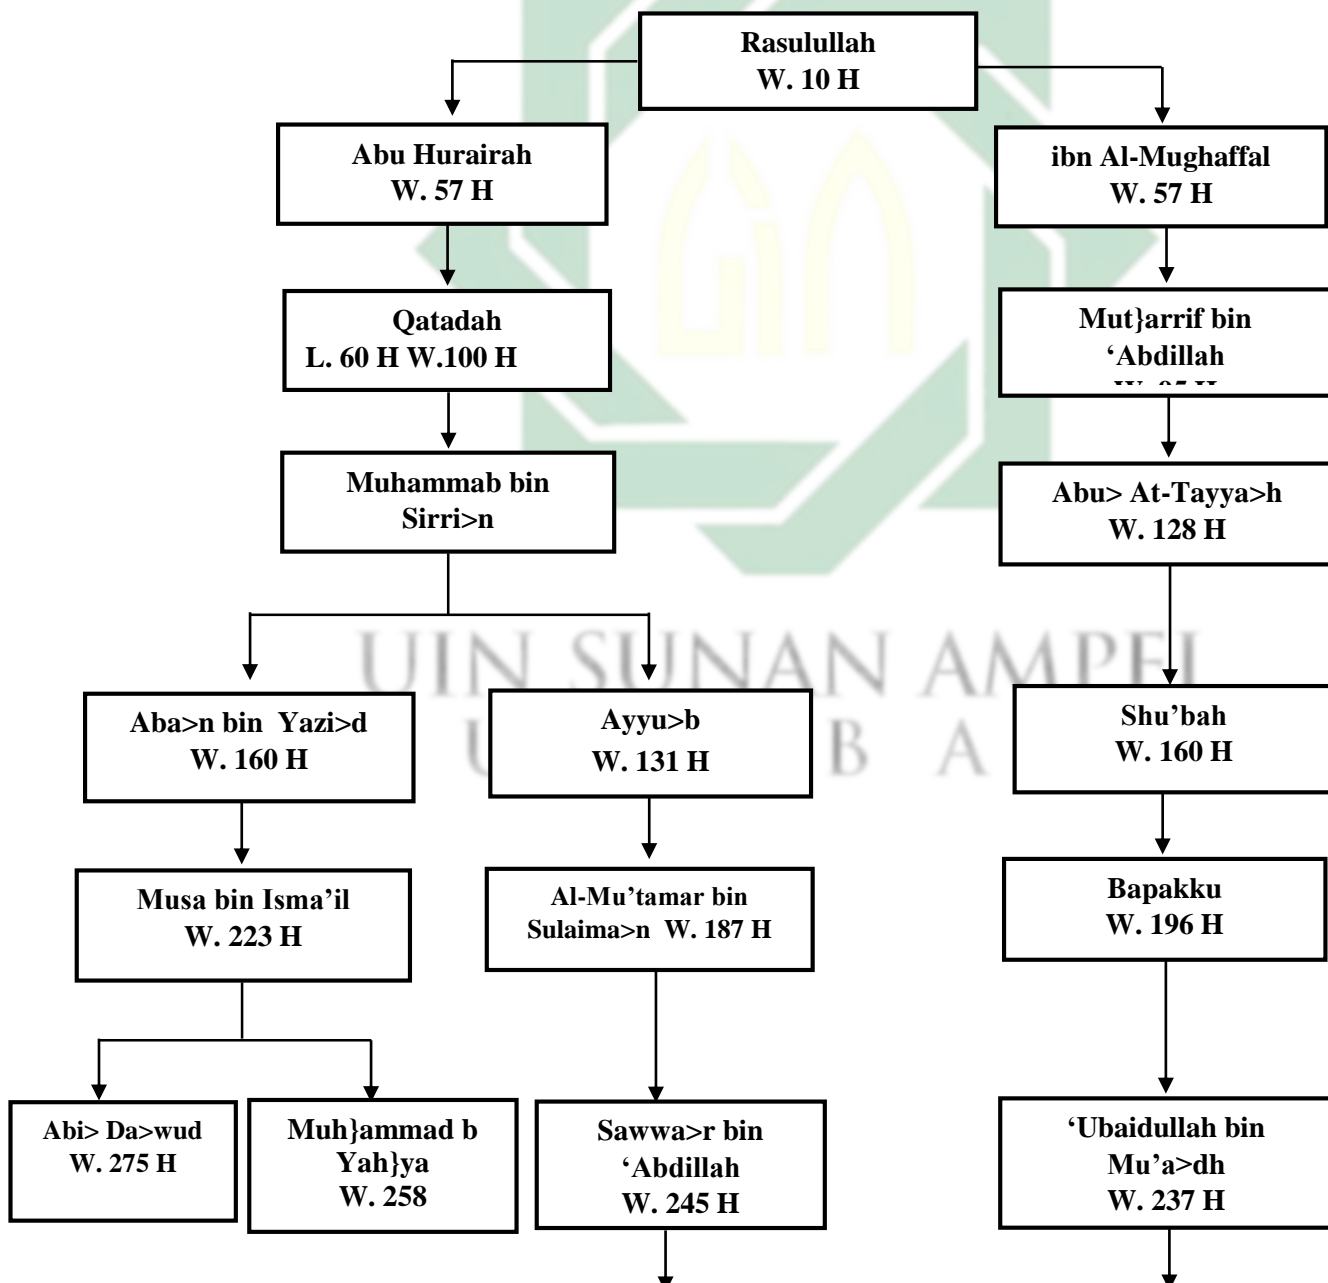 Rasulullah
W. 10 H
Abu Hurairah
W. 57 H
ibn Al-Mughaffal
W. 57 H
Qatadah
L. 60 H W.100 H
Mut}arrif bin
‘Abdillah
Muhammab bin
Sirri>n
Abu> At-Tayya>h
W. 128 H
UIN SUNAN AMPEL
Aba>n bin Yazi>d
W. 160 H
Ayyu>b
W. 131 H
Shu’bah
W. 160 H
Musa bin Isma’il
W. 223 H
Al-Mu’tamar bin
Sulaima>n W. 187 H
Bapakku
W. 196 H
Abi> Da>wud
W. 275 H
Muh}ammad b
Yah}ya
W. 258
Sawwa>r bin
‘Abdillah
W. 245 H
‘Ubaidullah bin
Mu’a>dh
W. 237 H